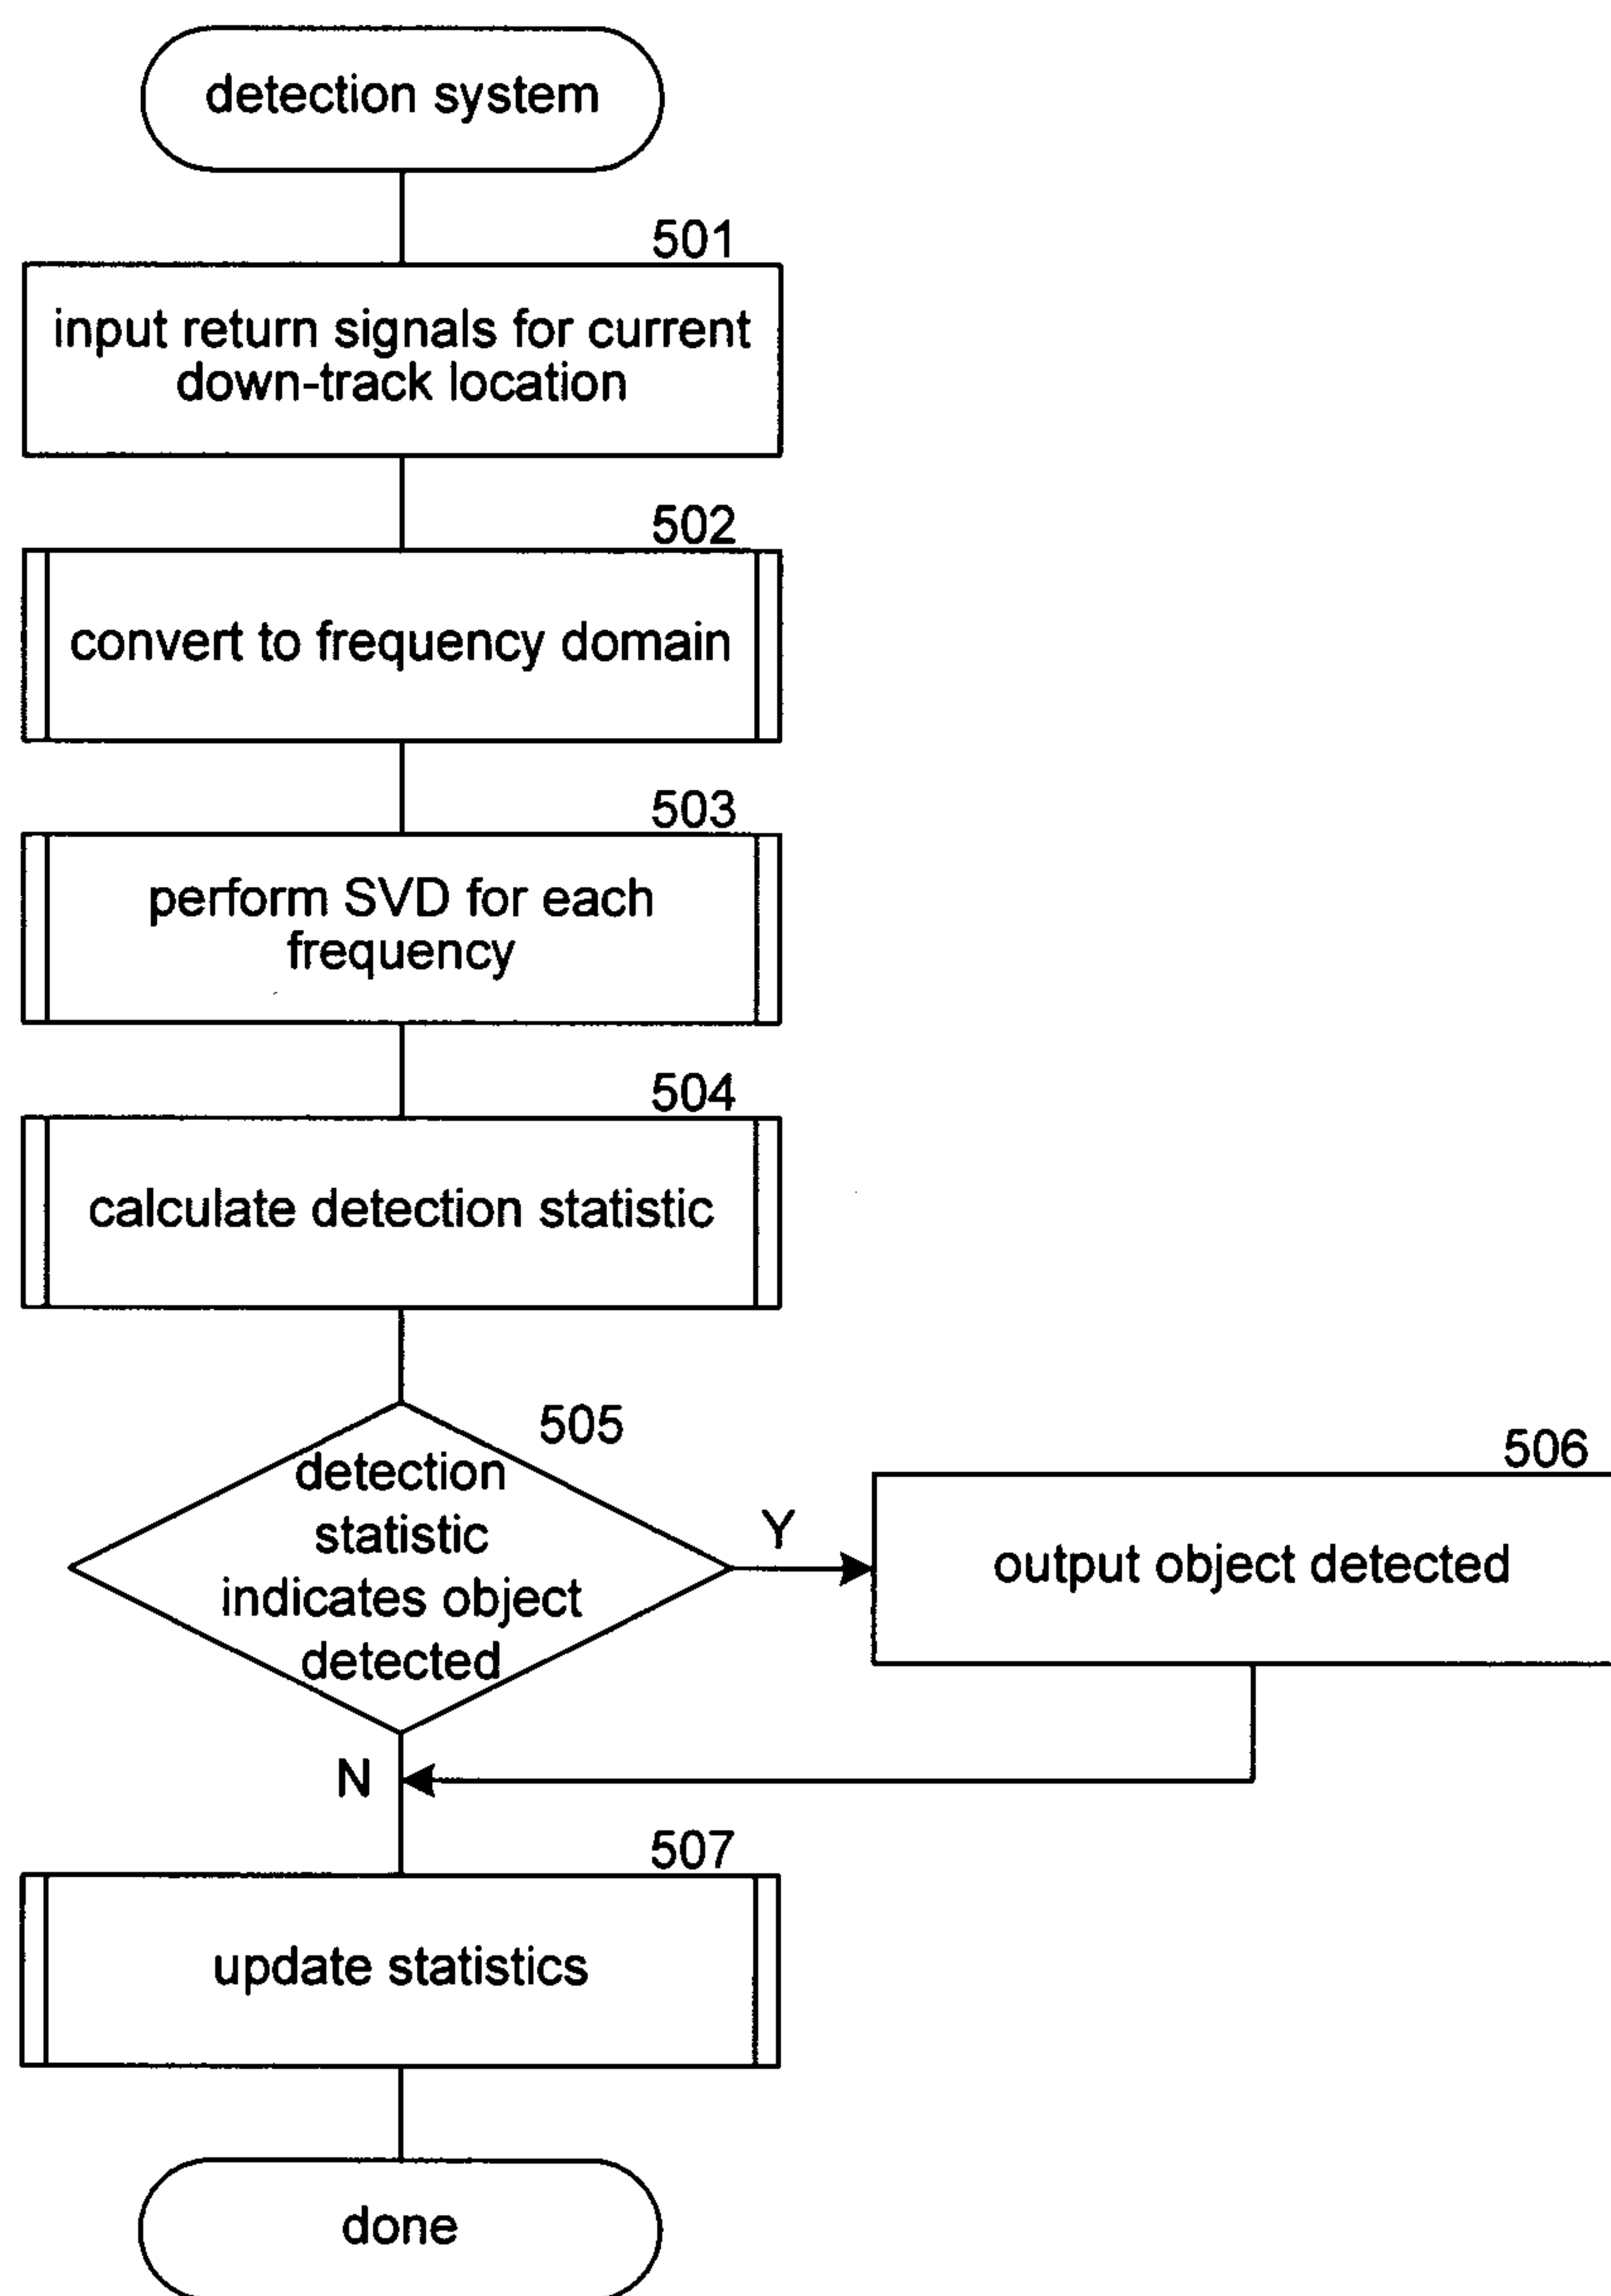 detection system
501
input return signals for current
down-track location
502
convert to frequency domain
503
perform SVD for each
frequency
504
calculate detection statistic
505
detection
statistic
indicates object
detected
Y
506
output object detected
N
507
update statistics
done